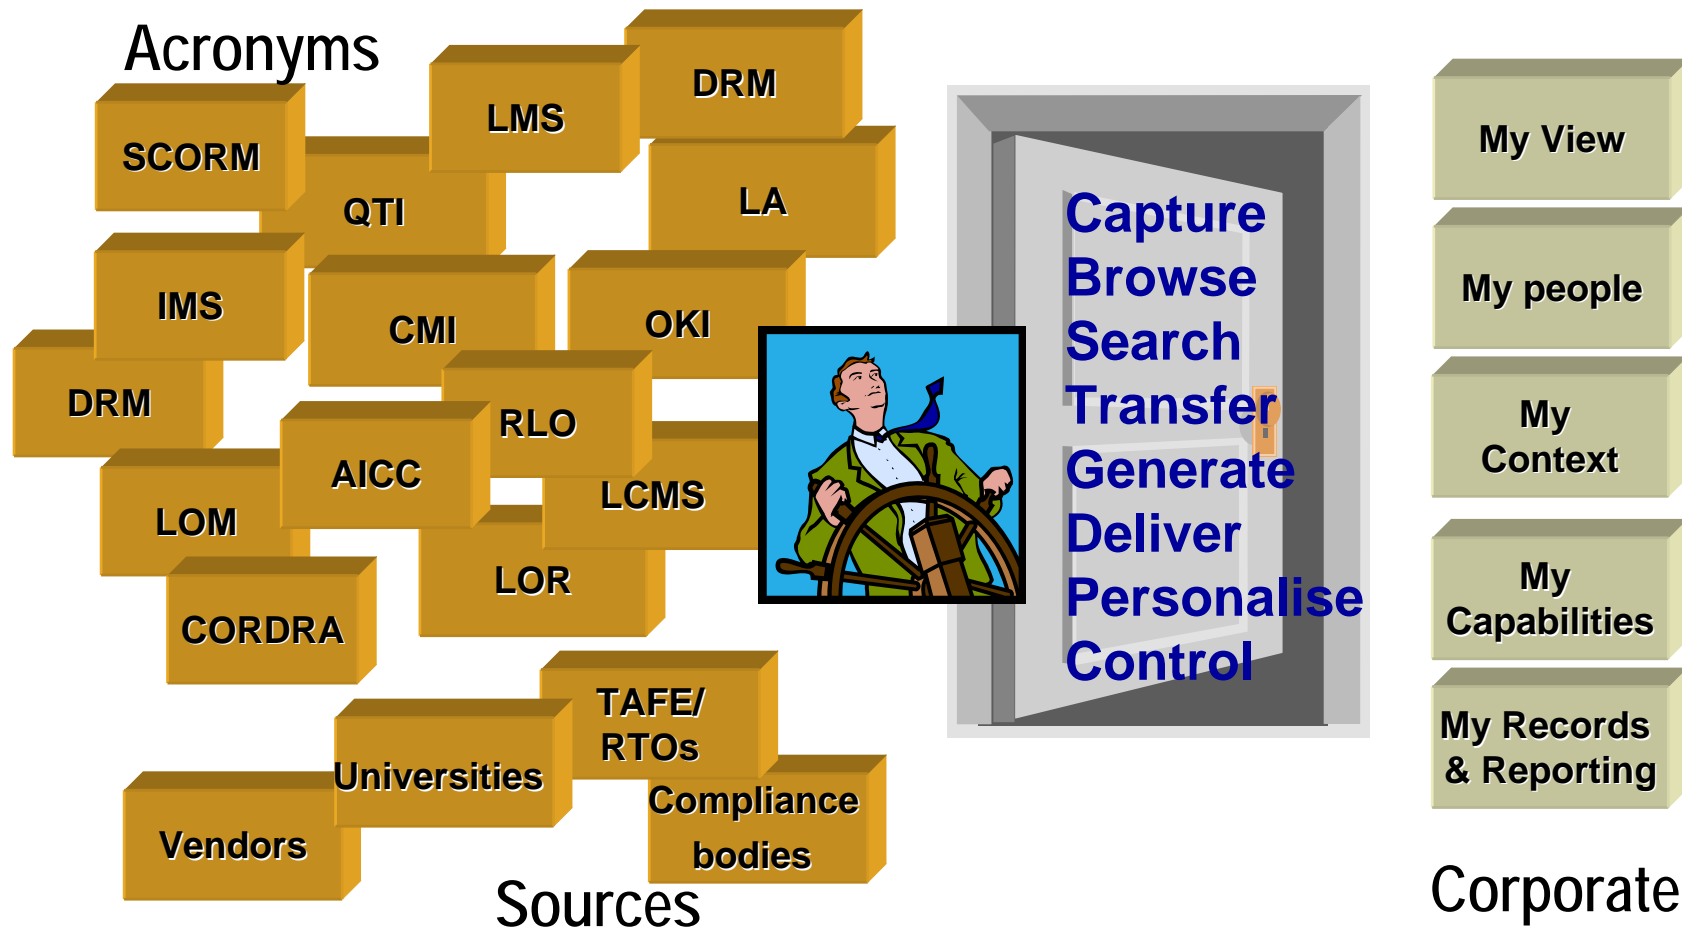 Acronyms
DRM
LMS
SCORM
QTI
LA
IMS
CMI
OKI
DRM
RLO
AICC
LCMS
LOM
LOR
CORDRA
TAFE/
RTOs
Universities
Compliance
bodies
Vendors
Sources
Capture
Browse
Search
Transfer
Generate
Deliver
Personalise
Control
My View
My people
My
Context
My
Capabilities
My Records
& Reporting
Corporate